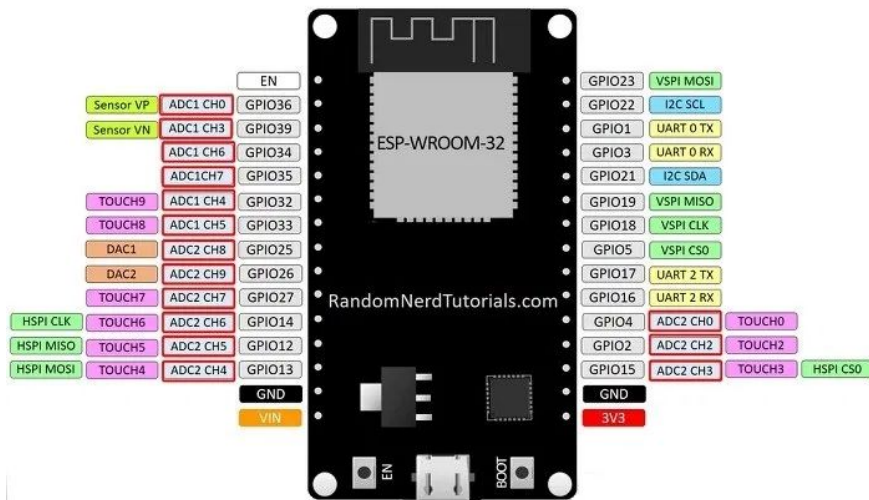 EN GPIO23 VSPI MOSI
Sensor VP ADC1 CH0 GPIO36 GPIO22 I2C SCL
Sensor VN ADC1 CH3 GPIO39 GPIO1 UART 0 TX
ADC1 CH6 GPIO34 ESP-WROOM-32 GPIO3 UART 0 RX
ADC1CH7 GPIO35 GPIO21 I2C SDA
TOUCH9 ADC1 CH4 GPIO32 GPIO19 VSPI MISO
TOUCH8 ADC1 CH5 GPIO33 GPIO18 VSPI CLK
DAC1 ADC2 CH8 GPIO25 GPIO5 VSPI CS0
DAC2 ADC2 CH9 GPIO26 GPIO17 UART 2 TX
TOUCH7 ADC2 CH7 GPIO27 RandomNerdTutorials.com GPIO16 UART 2 RX
HSPI CLK TOUCH6 ADC2 CH6 GPIO14 GPIO4 ADC2 CH0 TOUCH0
HSPI MISO TOUCH5 ADC2 CH5 GPIO12 GPIO2 ADC2 CH2 TOUCH2
HSPI MOSI TOUCH4 ADC2 CH4 GPIO13 GPIO15 ADC2 CH3 TOUCH3 HSPI CS0
GND GND
VIN 3V3
EN BOOT